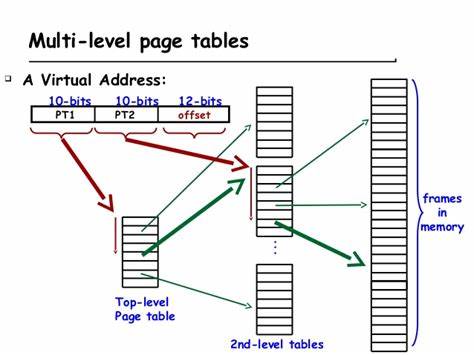 Multi-level page tables
A Virtual Address:
10-bits 10-bits 12-bits
PT1 PT2 offset
frames
in
memory
Top-level
Page table
2nd-level tables